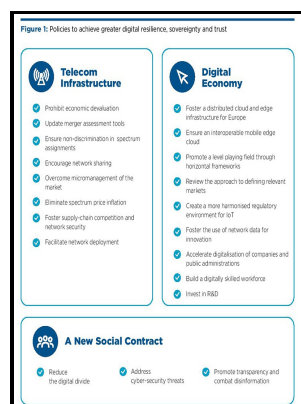 Figure 1: Policies to achieve greater digital resilience, sovereignty and trust
Telecom
Infrastructure
Prohibit economic devaluation
Update merger assessment tools
Ensure non-discrimination in spectrum
assignments
Encourage network sharing
Overcome micromanagement of the
market
Eliminate spectrum price inflation
Foster supply-chain competition and
network security
Facilitate network deployment
Digital
Economy
Foster a distributed cloud and edge
infrastructure for Europe
Ensure an interoperable mobile edge
cloud
Promote a level playing field through
horizontal frameworks
Review the approach to defining relevant
markets
Create a more harmonised regulatory
environment for IoT
Foster the use of network data for
innovation
Accelerate digitalisation of companies and
public administrations
Build a digitally skilled workforce
Invest in R&D
A New Social Contract
Reduce
the digital divide
Address
cyber-security threats
Promote transparency and
combat disinformation